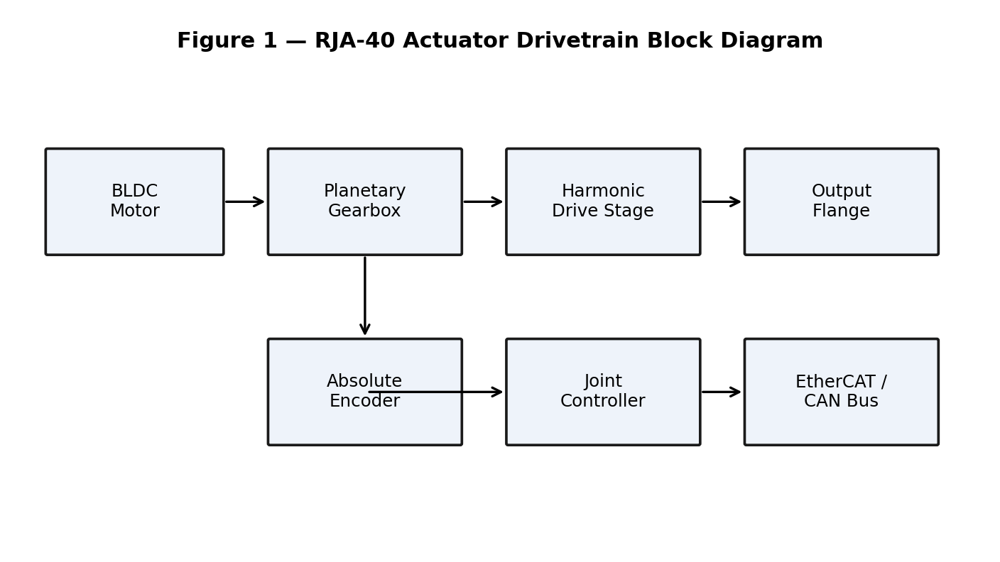 Figure 1 — RJA-40 Actuator Drivetrain Block Diagram
BLDC
Motor
Planetary
Gearbox
Harmonic
Drive Stage
Output
Flange
Absolute
Encoder
Joint
Controller
EtherCAT /
CAN Bus